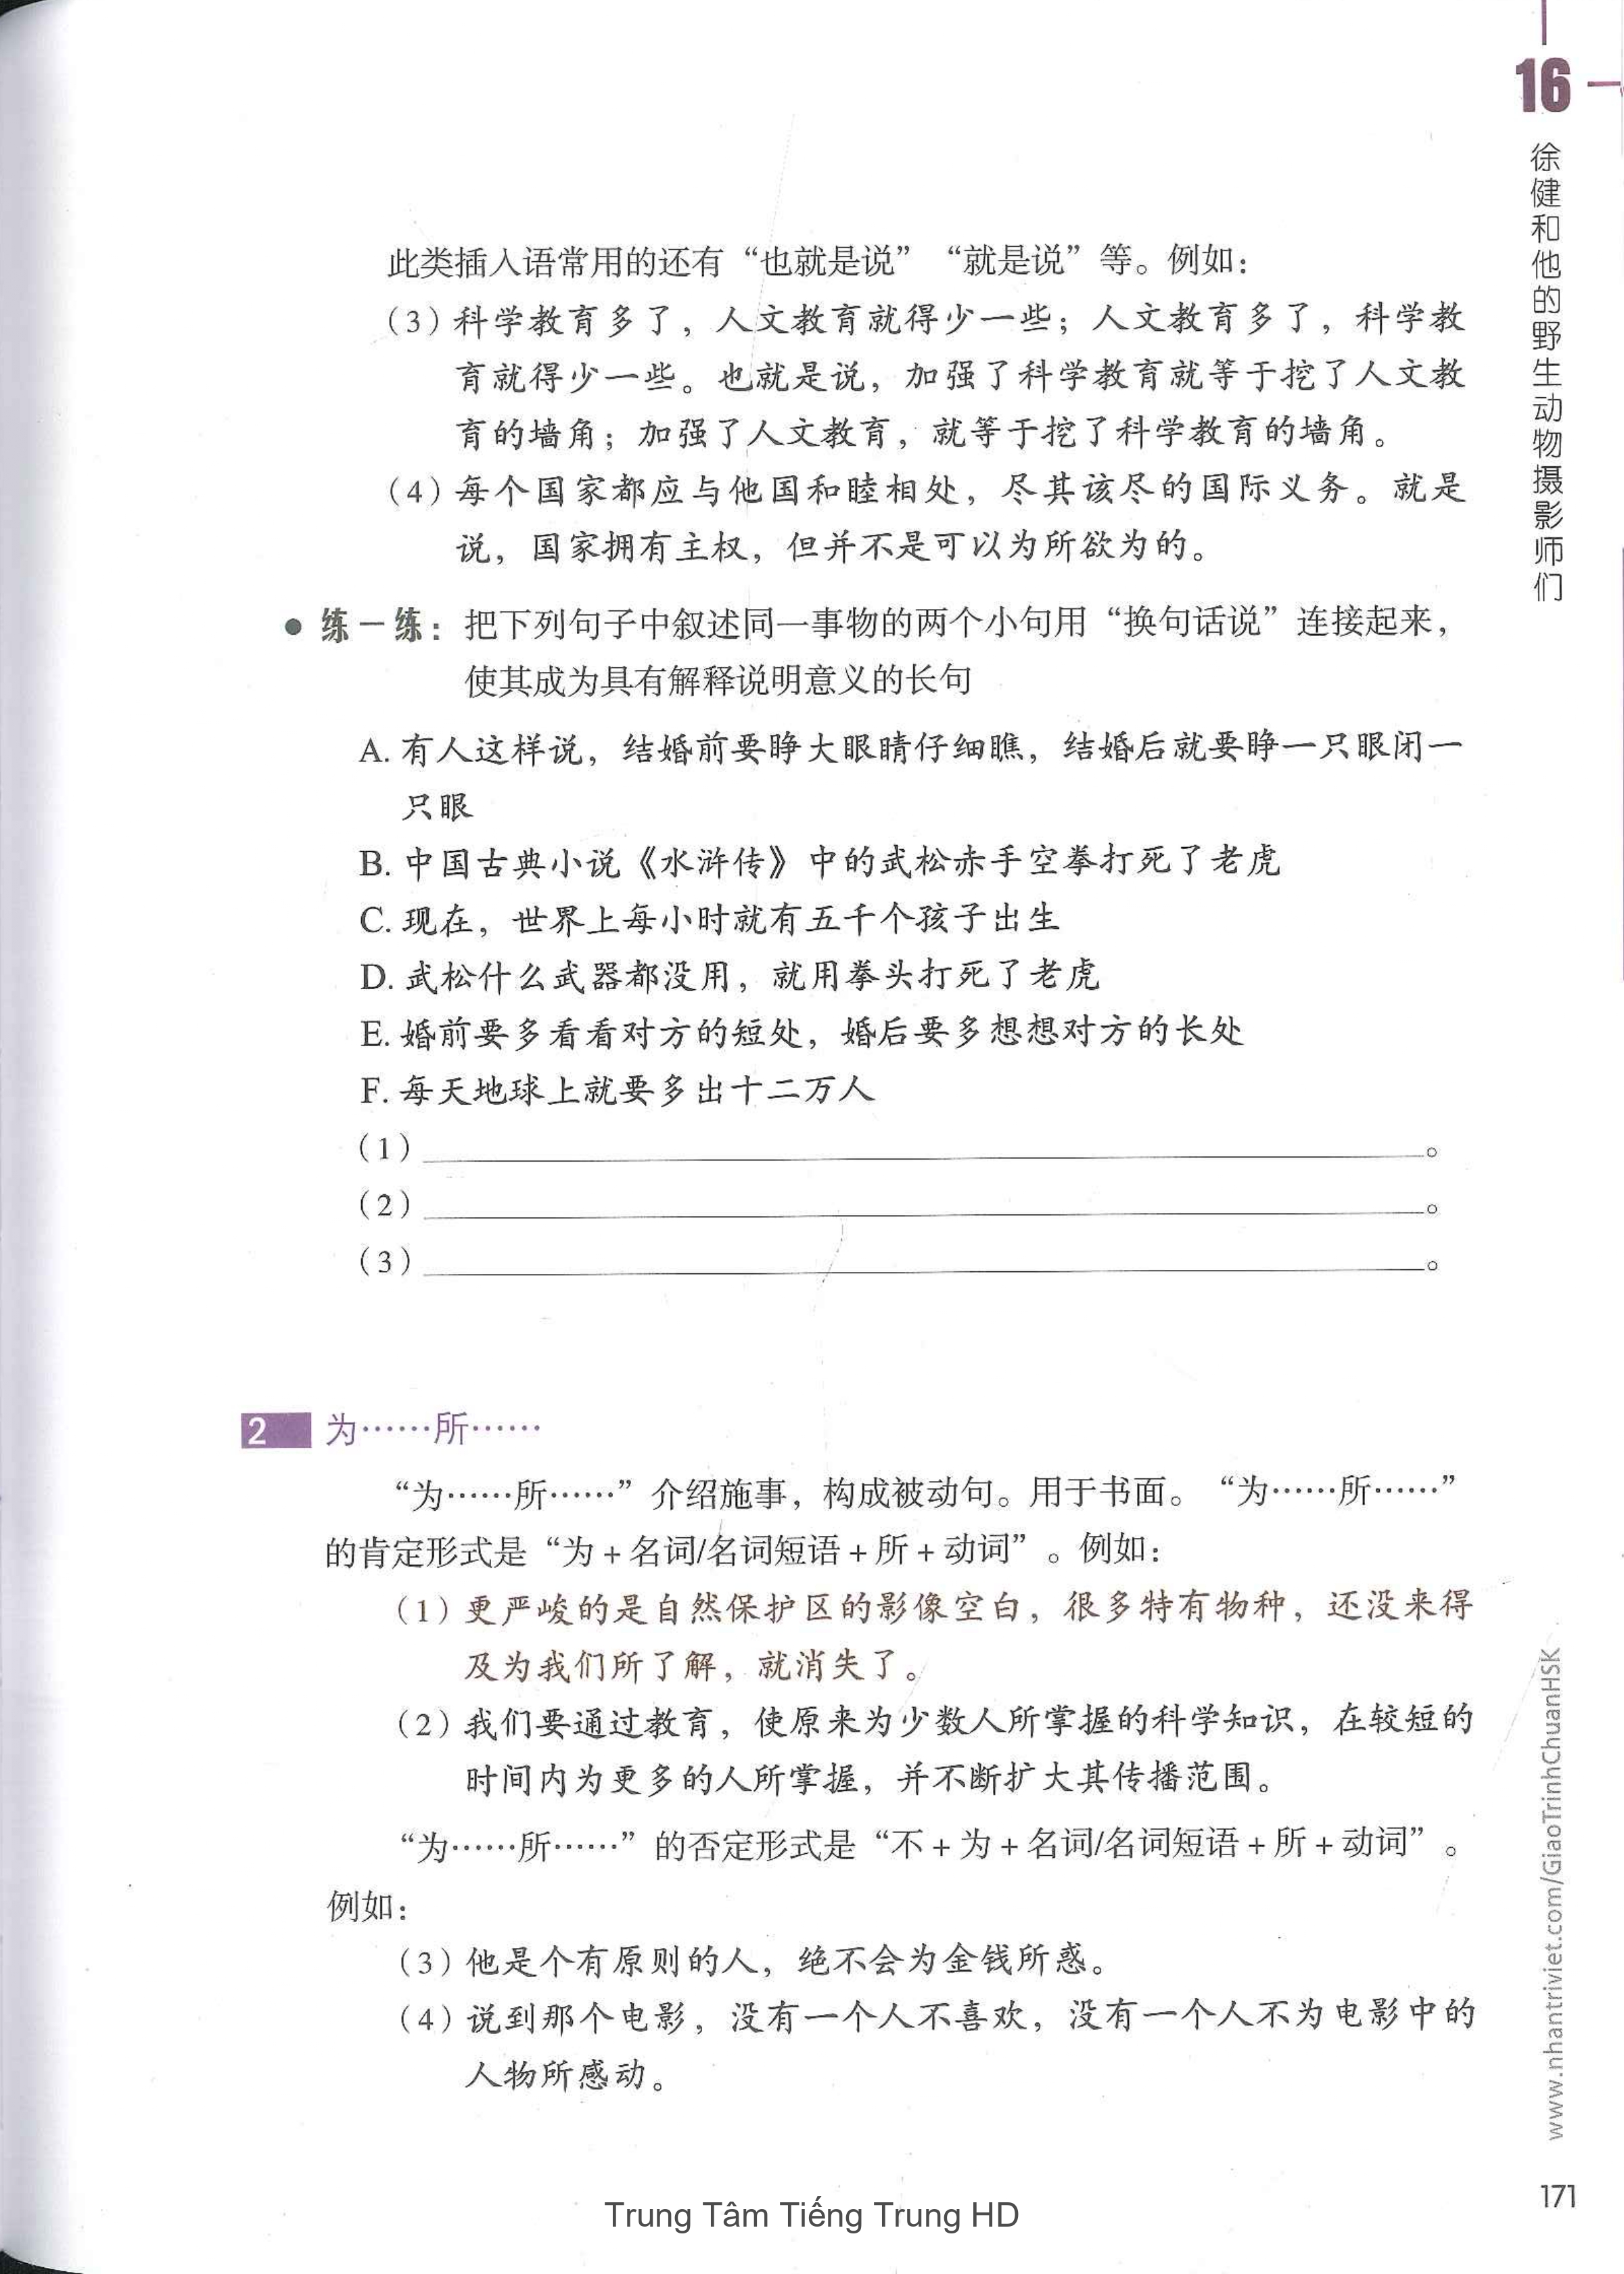 16
徐健和他的野生动物摄影师们
此类插入语常用的还有“也就是说”“就是说”等。例如：
（3）科学教育多了，人文教育就得少一些；人文教育多了，科学教
育就得少一些。也就是说，加强了科学教育就等于挖了人文教
育的墙角；加强了人文教育，就等于挖了科学教育的墙角。
（4）每个国家都应与他国和睦相处，尽其该尽的国际义务。就是
说，国家拥有主权，但并不是可以为所欲为的。
● 练一练：把下列句子中叙述同一事物的两个小句用“换句话说”连接起来，
使其成为具有解释说明意义的长句
A. 有人这样说，结婚前要睁大眼睛仔细瞧，结婚后就要睁一只眼闭一
只眼
B. 中国古典小说《水浒传》中的武松赤手空拳打死了老虎
C. 现在，世界上每小时就有五千个孩子出生
D. 武松什么武器都没用，就用拳头打死了老虎
E. 婚前要多看看对方的短处，婚后要多想想对方的长处
F. 每天地球上就要多出十二万人
（1）。
（2）。
（3）。
2 为……所……
“为……所……”介绍施事，构成被动句。用于书面。“为……所……”
的肯定形式是“为＋名词/名词短语＋所＋动词”。例如：
（1）更严峻的是自然保护区的影像空白，很多特有物种，还没来得
及为我们所了解，就消失了。
（2）我们要通过教育，使原来为少数人所掌握的科学知识，在较短的
时间内为更多的人所掌握，并不断扩大其传播范围。
“为……所……”的否定形式是“不＋为＋名词/名词短语＋所＋动词”。
例如：
（3）他是个有原则的人，绝不会为金钱所惑。
（4）说到那个电影，没有一个人不喜欢，没有一个人不为电影中的
人物所感动。
www.nhantriviet.com/GiaoTrinhChuanHSK
171
Trung Tâm Tiếng Trung HD